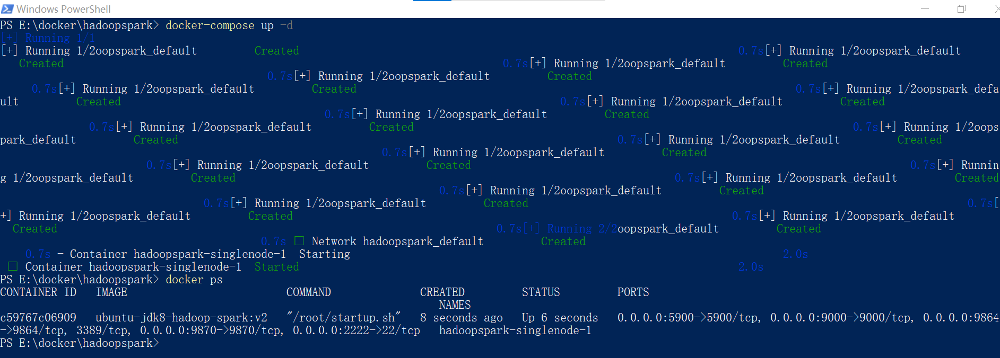 Windows PowerShell
PS E:\docker\hadoopspark> docker-compose up -d
[+] Running 1/1
[+] Running 1/2oopspark_default         Created                                                                     0.7s[+] Running 1/2oopspark_default
   Created                                                                     0.7s[+] Running 1/2oopspark_default         Created
                                          0.7s[+] Running 1/2oopspark_default         Created
     0.7s[+] Running 1/2oopspark_default         Created                                                                     0.7s[+] Running 1/2oopspark_defa
ult         Created                                                                     0.7s[+] Running 1/2oopspark_default         Created
                                                   0.7s[+] Running 1/2oopspark_default         Created
              0.7s[+] Running 1/2oopspark_default         Created                                                                     0.7s[+] Running 1/2oops
park_default         Created                                                                     0.7s[+] Running 1/2oopspark_default         Created
                                                            0.7s[+] Running 1/2oopspark_default         Created
                       0.7s[+] Running 1/2oopspark_default         Created                                                                     0.7s[+] Runnin
g 1/2oopspark_default         Created                                                                     0.7s[+] Running 1/2oopspark_default         Created
                                                                     0.7s[+] Running 1/2oopspark_default         Created
                                0.7s[+] Running 1/2oopspark_default         Created                                                                     0.7s[
+] Running 1/2oopspark_default         Created                                                                     0.7s[+] Running 1/2oopspark_default
  Created                                                                     0.7s[+] Running 2/2oopspark_default         Created
                                         0.7s □ Network hadoopspark_default         Created
    0.7s - Container hadoopspark-singlenode-1  Starting                                                                    2.0s
 □ Container hadoopspark-singlenode-1  Started                                                                     2.0s
PS E:\docker\hadoopspark> docker ps
CONTAINER ID   IMAGE                         COMMAND              CREATED         STATUS         PORTS
                                                                     NAMES
c59767c06909   ubuntu-jdk8-hadoop-spark:v2   "/root/startup.sh"   8 seconds ago   Up 6 seconds   0.0.0.0:5900->5900/tcp, 0.0.0.0:9000->9000/tcp, 0.0.0.0:9864
->9864/tcp, 3389/tcp, 0.0.0.0:9870->9870/tcp, 0.0.0.0:2222->22/tcp   hadoopspark-singlenode-1
PS E:\docker\hadoopspark>